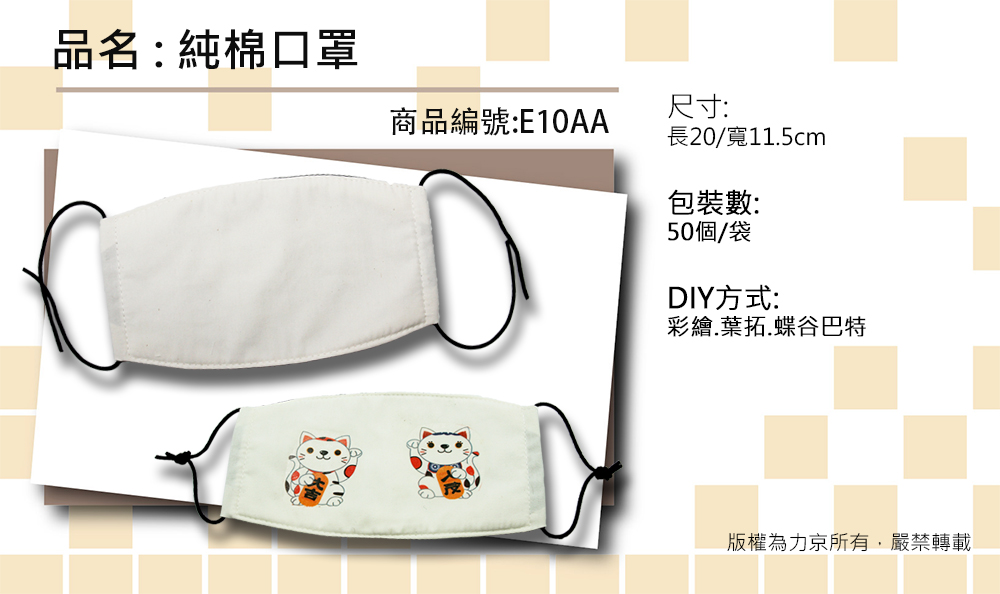 品名 : 純棉口罩
商品編號:E10AA
尺寸:
長20/寬11.5cm
包裝數:
50個/袋
DIY方式:
彩繪.葉拓.蝶谷巴特
大吉
版權為力京所有，嚴禁轉載